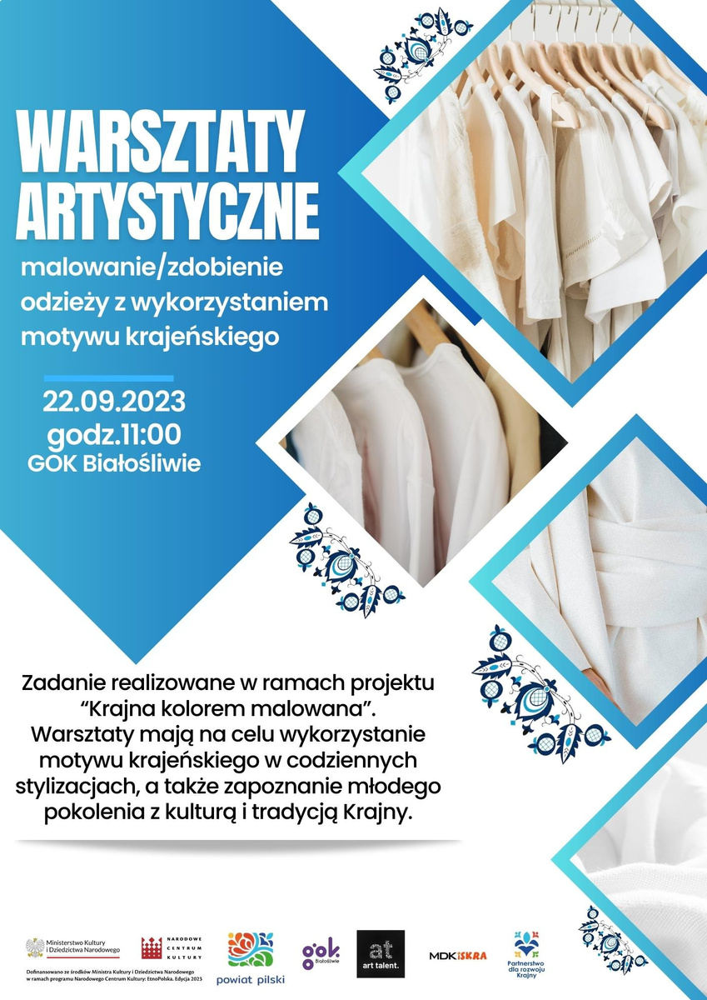 WARSZTATY
ARTYSTYCZNE
malowanie/zdobienie
odzieży z wykorzystaniem
motywu krajeńskiego
22.09.2023
godz.11:00
GOK Białośliwie
Zadanie realizowane w ramach projektu
“Krajna kolorem malowana”.
Warsztaty mają na celu wykorzystanie
motywu krajeńskiego w codziennych
stylizacjach, a także zapoznanie młodego
pokolenia z kulturą i tradycją Krajny.
Ministerstwo Kultury
i Dziedzictwa Narodowego
NARODOWE
CENTRUM
KULTURY
Dofinansowano ze środków Ministra Kultury i Dziedzictwa Narodowego
w ramach programu Narodowego Centrum Kultury: EtnoPolska. Edycja 2023
powiat pilski
gok
Białośliwie
at
art talent.
MDK iSKRA
Partnerstwo
dla rozwoju
Krajny